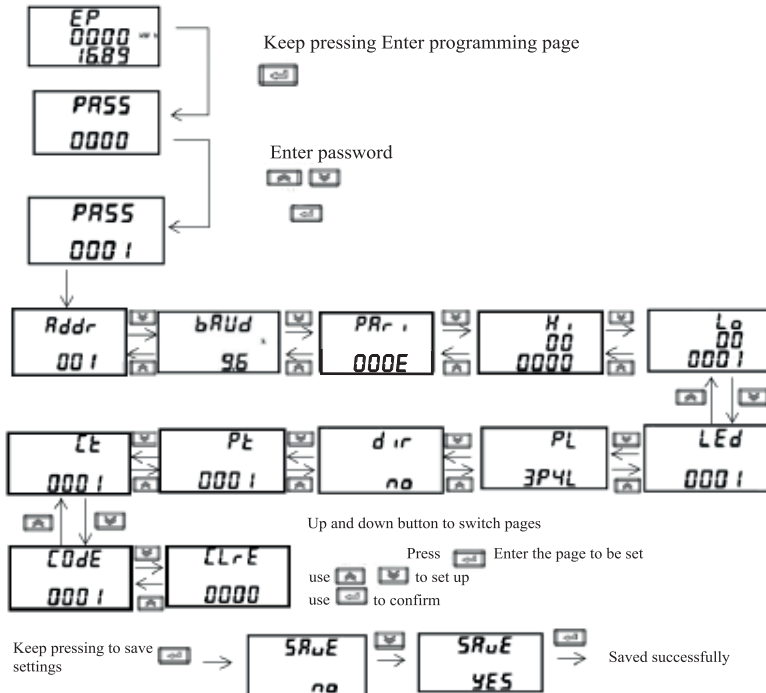 EP
0000
16.89
Keep pressing Enter programming page
PASS
0000
Enter password
PASS
0001
Addr
001
bAUd
9.6
PAri
000E
Hi
00
0000
Lo
00
0001
Ct
0001
Pt
0001
dir
no
PL
3P4L
LEd
0001
Up and down button to switch pages
Press Enter the page to be set
use to set up
use to confirm
COdE
0001
CLrE
0000
Keep pressing to save
settings
SAvE
no
SAvE
YES
Saved successfully